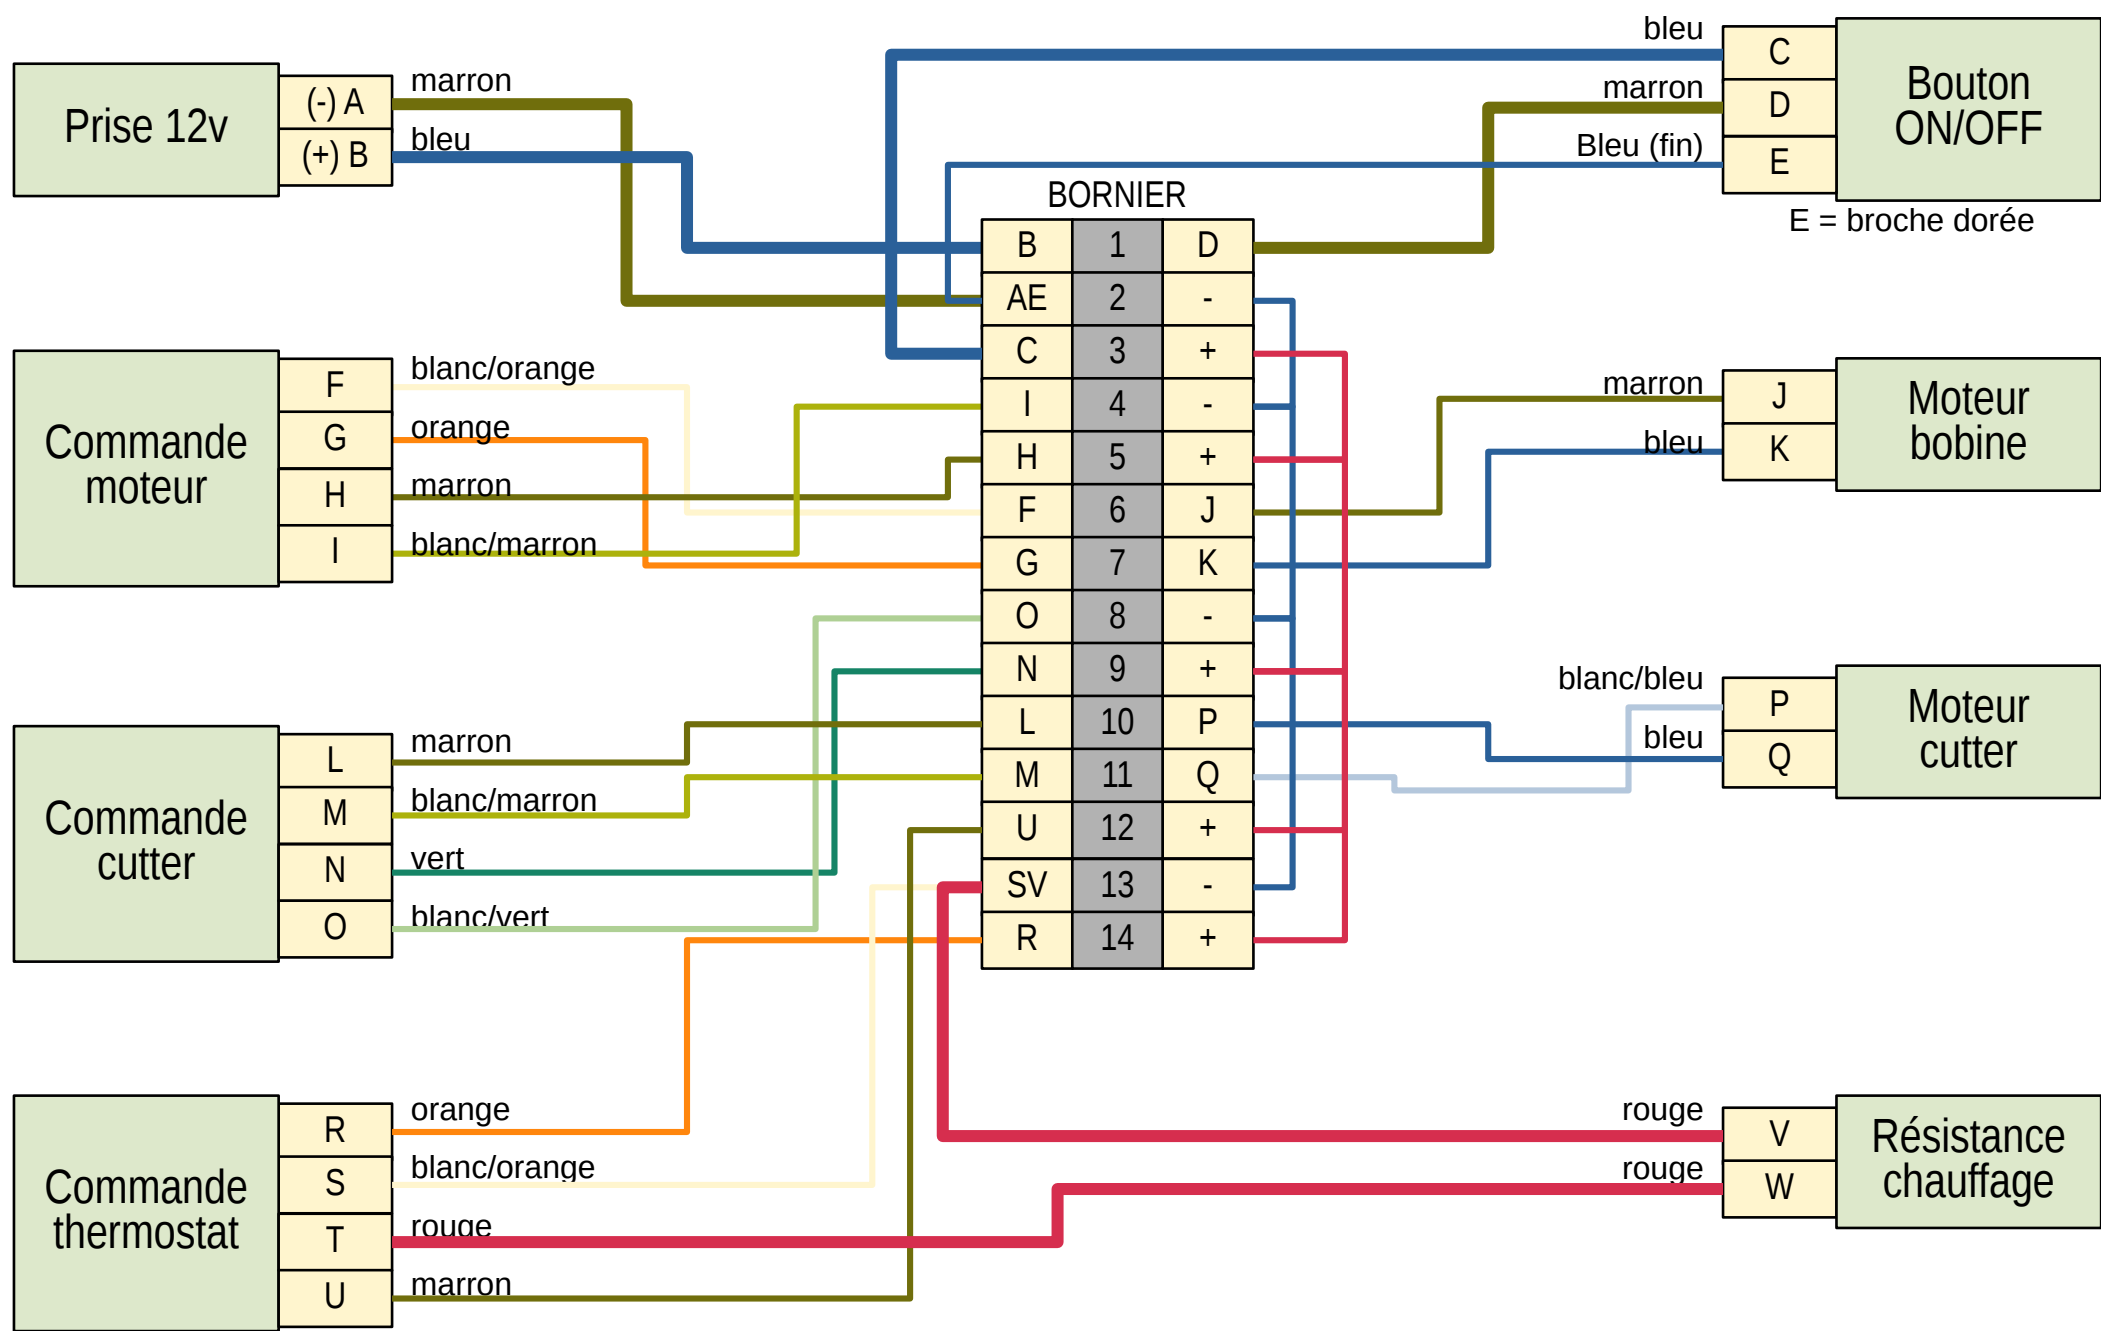 Prise 12v
(-) A
(+) B
marron
bleu
bleu
marron
Bleu (fin)
C
D
E
Bouton
ON/OFF
E = broche dorée
BORNIER
B 1 D
AE 2 -
C 3 +
I 4 -
H 5 +
F 6 J
G 7 K
O 8 -
N 9 +
L 10 P
M 11 Q
U 12 +
SV 13 -
R 14 +
Commande
moteur
F
G
H
I
blanc/orange
orange
marron
blanc/marron
marron
bleu
J
K
Moteur
bobine
Commande
cutter
L
M
N
O
marron
blanc/marron
vert
blanc/vert
blanc/bleu
bleu
P
Q
Moteur
cutter
Commande
thermostat
R
S
T
U
orange
blanc/orange
rouge
marron
rouge
rouge
V
W
Résistance
chauffage